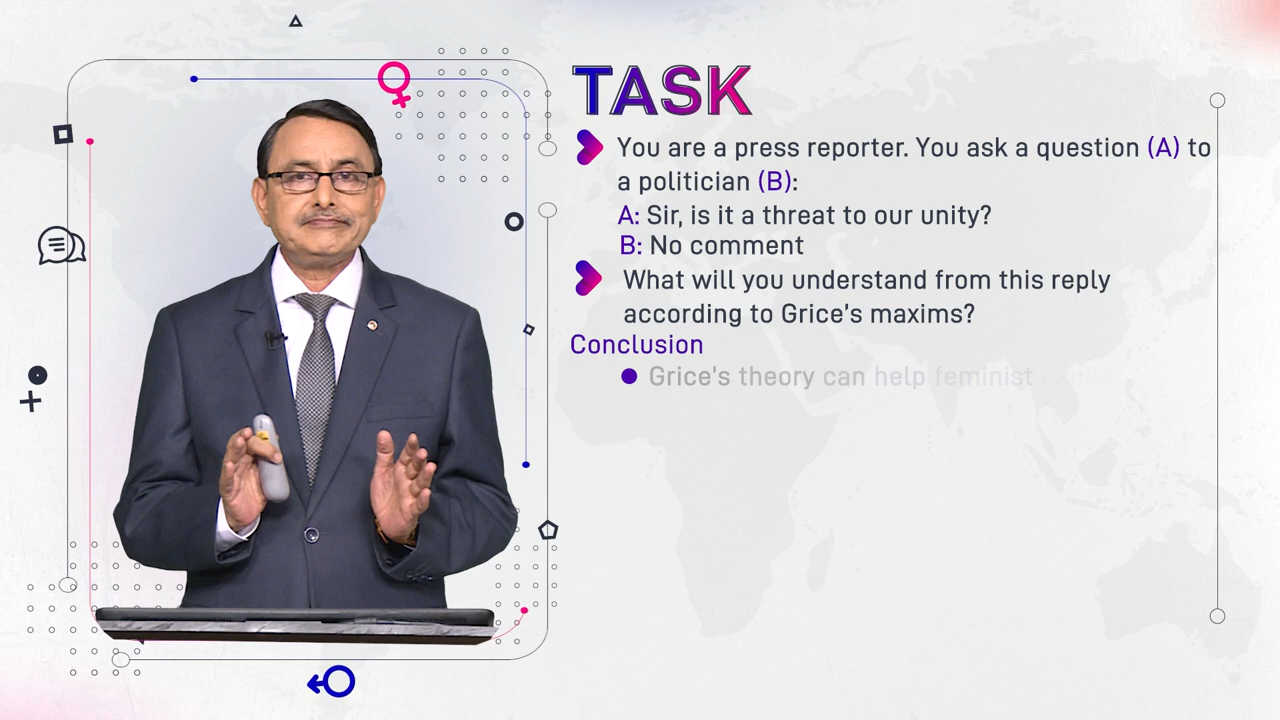 TASK
You are a press reporter. You ask a question (A) to
a politician (B):
A: Sir, is it a threat to our unity?
B: No comment
What will you understand from this reply
according to Grice's maxims?
Conclusion
Grice's theory can help feminist